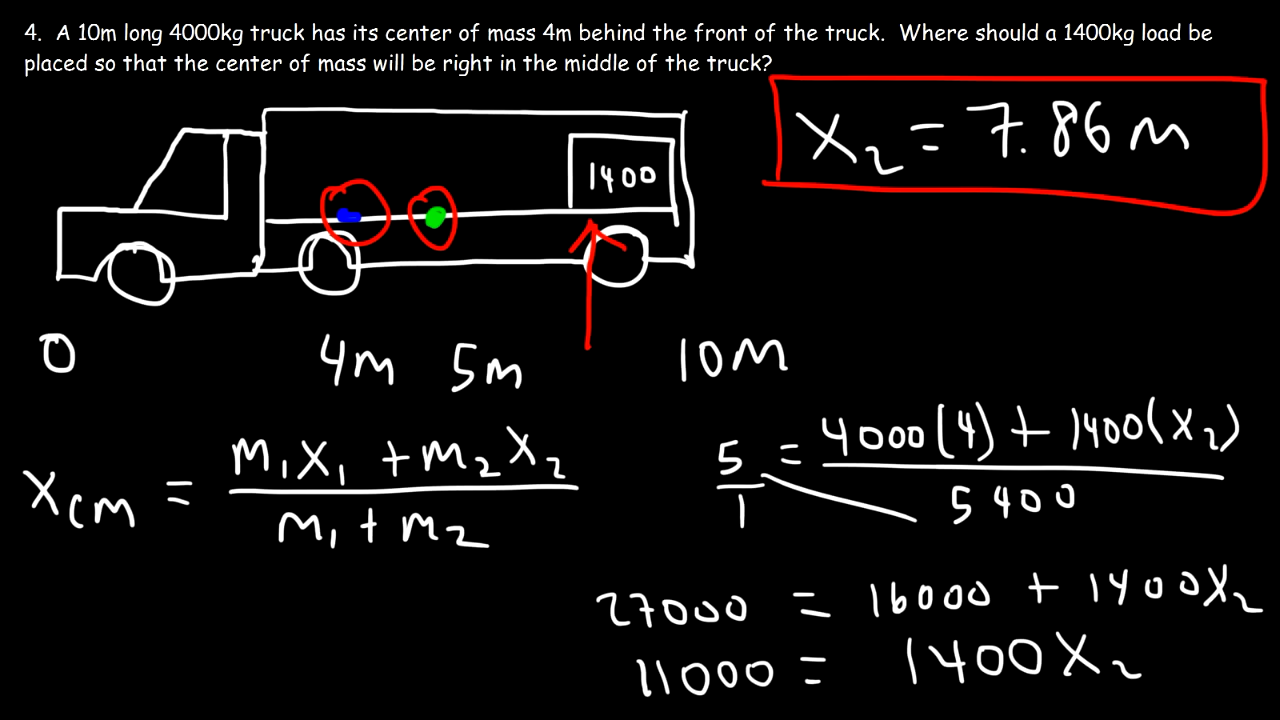 4. A 10m long 4000kg truck has its center of mass 4m behind the front of the truck. Where should a 1400kg load be
placed so that the center of mass will be right in the middle of the truck?
x₂ = 7.86 m
1400
0 4m 5m 10m
x_cm = (m₁x₁ + m₂x₂)/(m₁ + m₂)
5/1 = (4000(4) + 1400(x₂))/5400
27000 = 16000 + 1400x₂
11000 = 1400x₂